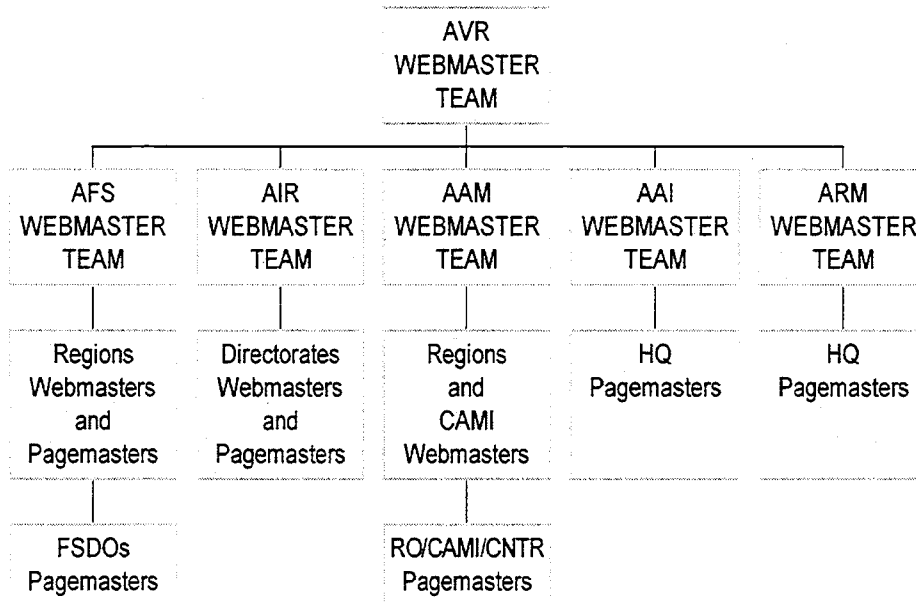 AVR
WEBMASTER
TEAM
AFS
WEBMASTER
TEAM
AIR
WEBMASTER
TEAM
AAM
WEBMASTER
TEAM
AAI
WEBMASTER
TEAM
ARM
WEBMASTER
TEAM
Regions
Webmasters
and
Pagemasters
Directorates
Webmasters
and
Pagemasters
Regions
and
CAMI
Webmasters
HQ
Pagemasters
HQ
Pagemasters
FSDOs
Pagemasters
RO/CAMI/CNTR
Pagemasters